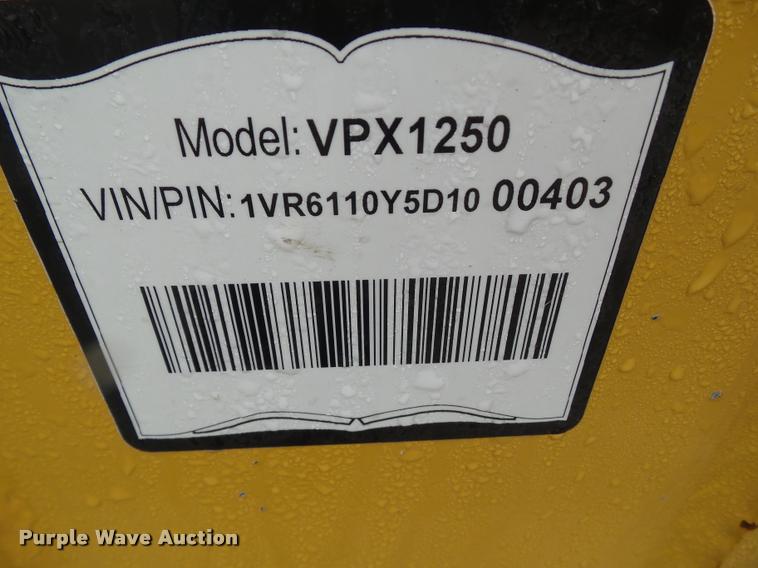 Model: VPX1250
VIN/PIN: 1VR6110Y5D10 00403
Purple Wave Auction